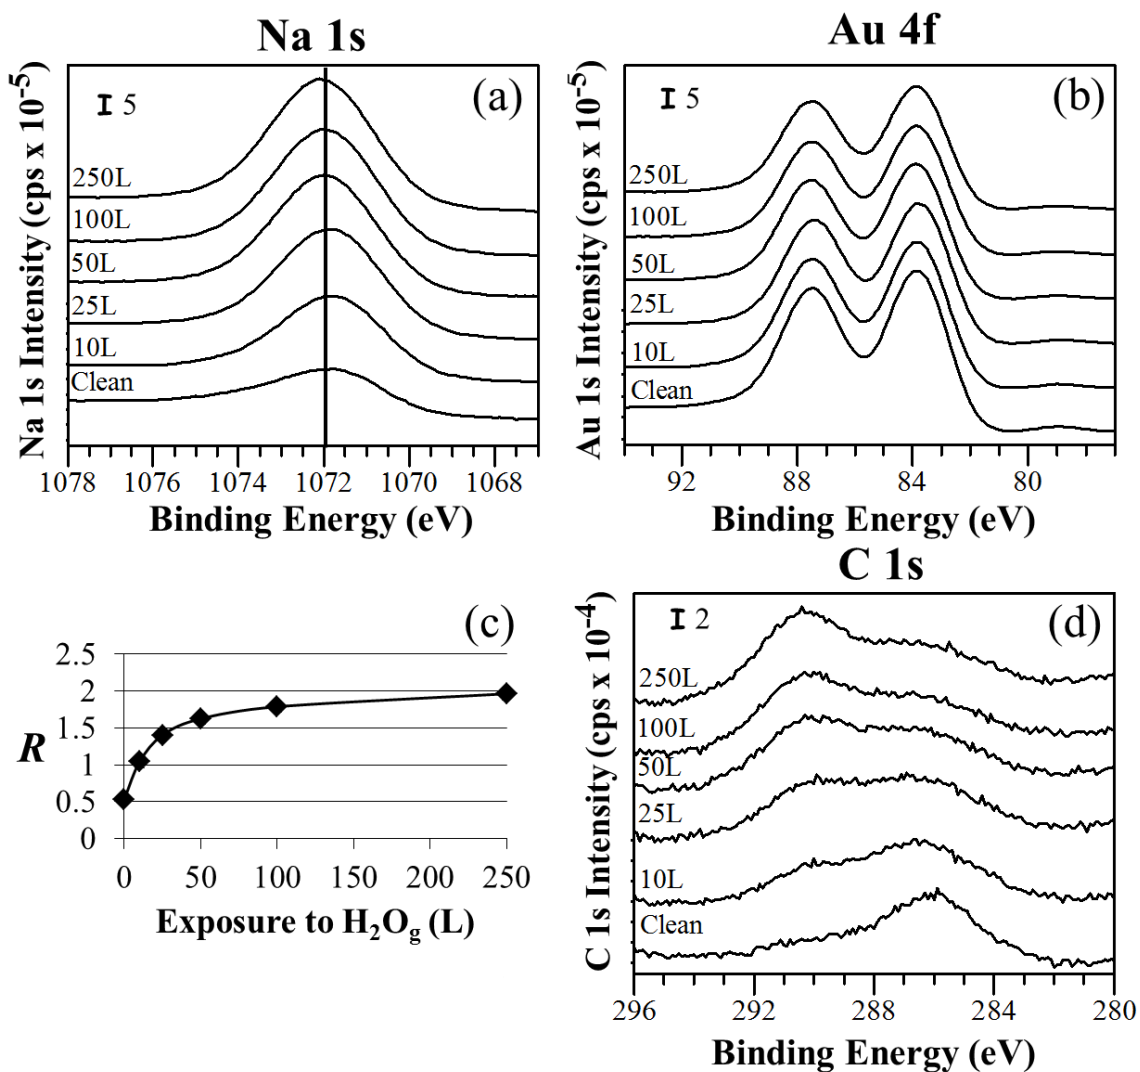 Na 1s
Au 4f
Na 1s Intensity (cps x 10⁻⁵)
5
(a)
250L
100L
50L
25L
10L
Clean
1078 1076 1074 1072 1070 1068
Binding Energy (eV)
Au 1s Intensity (cps x 10⁻⁵)
5
(b)
250L
100L
50L
25L
10L
Clean
92 88 84 80
Binding Energy (eV)
(c)
R
2.5
2
1.5
1
0.5
0
0 50 100 150 200 250
Exposure to H₂O₉ (L)
C 1s
C 1s Intensity (cps x 10⁻⁴)
2
(d)
250L
100L
50L
25L
10L
Clean
296 292 288 284 280
Binding Energy (eV)